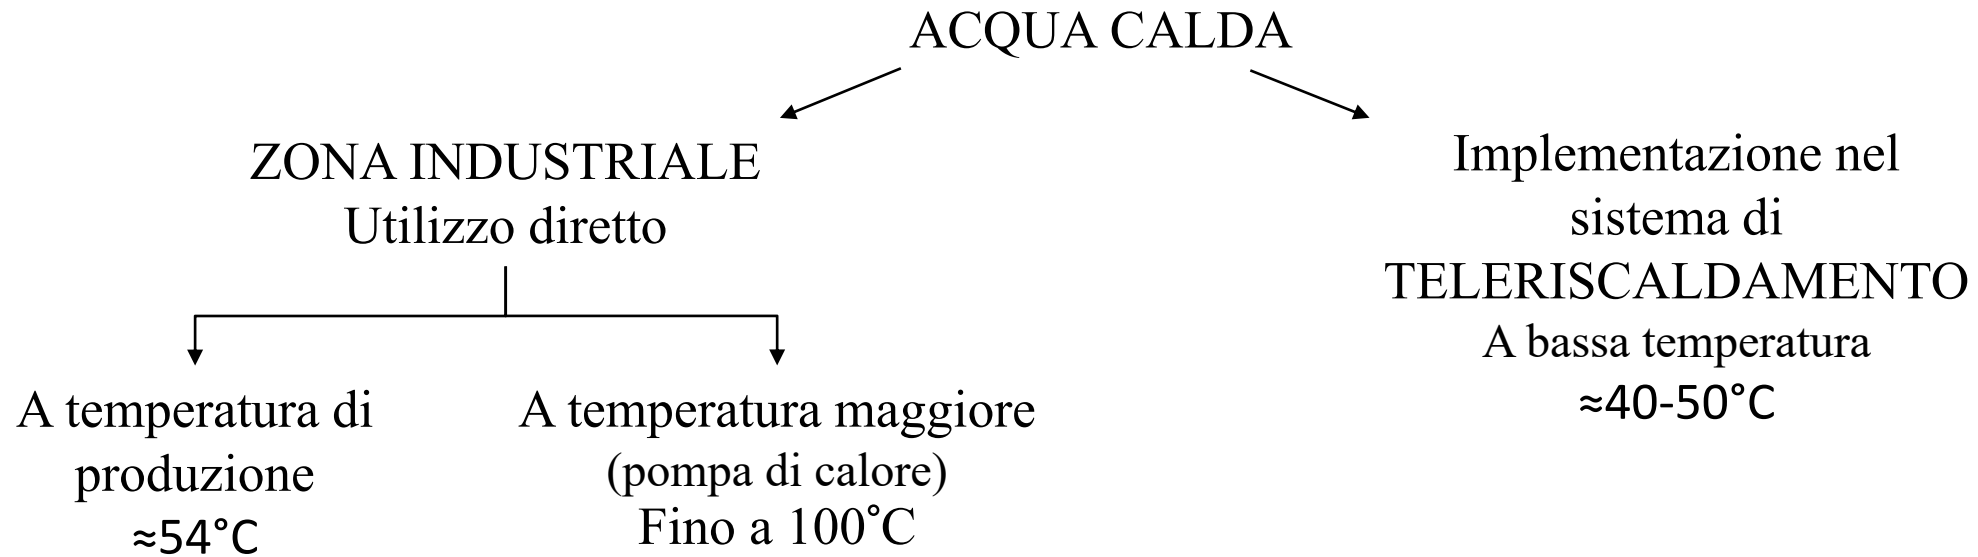 ACQUA CALDA
ZONA INDUSTRIALE
Utilizzo diretto
A temperatura di
produzione
≈54°C
A temperatura maggiore
(pompa di calore)
Fino a 100°C
Implementazione nel
sistema di
TELERISCALDAMENTO
A bassa temperatura
≈40-50°C